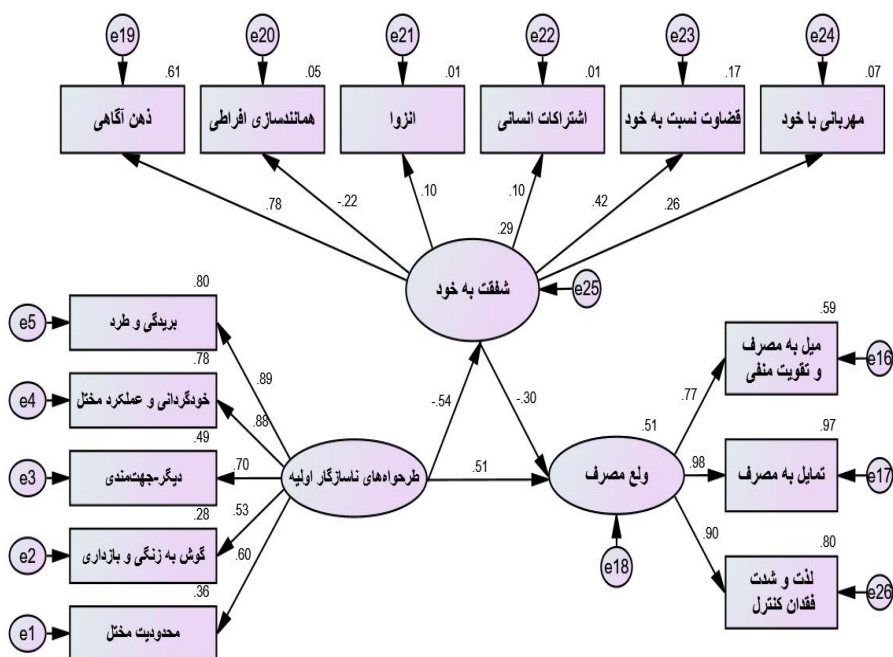 e19 e20 e21 e22 e23 e24
.61 .05 .01 .01 .17 .07
ذهن آگاهی
همانندسازی افراطی
انزوا
اشتراکات انسانی
قضاوت نسبت به خود
مهربانی با خود
.78 -.22 .10 .10 .42 .26
.29
شفقت به خود
e25
.80
e5
بریدگی و طرد
.78
e4
خودگردانی و عملکرد مختل
.49
e3
دیگر-جهت‌مندی
.28
e2
گوش به زنگی و بازداری
.36
e1
محدودیت مختل
.89
.88
.70
.53
.60
طرحواه‌های ناسازگار اولیه
-.54
-.30
.51
.51
ولع مصرف
e18
.77
.98
.90
.59
میل به مصرف
و تقویت منفی
e16
.97
تمایل به مصرف
e17
.80
لذت و شدت
فقدان کنترل
e26